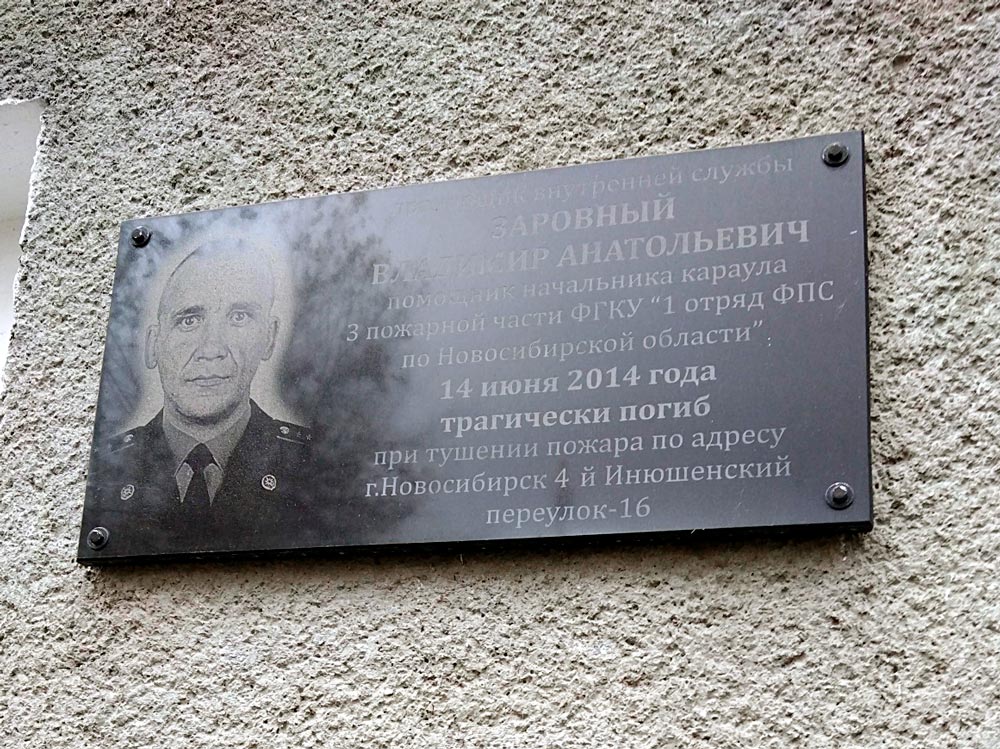 прапорщик внутренней службы
ЗАРОВНЫЙ
ВЛАДИМИР АНАТОЛЬЕВИЧ
помощник начальника караула
3 пожарной части ФГКУ "1 отряд ФПС
по Новосибирской области"
14 июня 2014 года
трагически погиб
при тушении пожара по адресу
г.Новосибирск 4 й Инюшенский
переулок-16